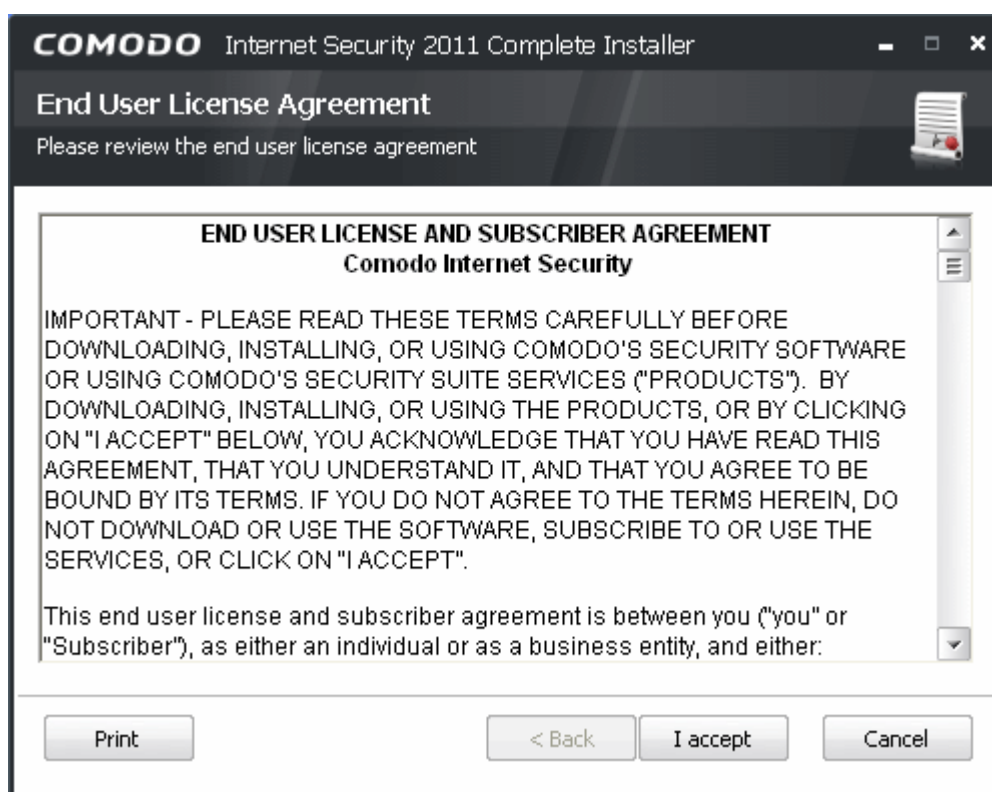 COMODO Internet Security 2011 Complete Installer
End User License Agreement
Please review the end user license agreement
END USER LICENSE AND SUBSCRIBER AGREEMENT
Comodo Internet Security
IMPORTANT - PLEASE READ THESE TERMS CAREFULLY BEFORE
DOWNLOADING, INSTALLING, OR USING COMODO'S SECURITY SOFTWARE
OR USING COMODO'S SECURITY SUITE SERVICES ("PRODUCTS").  BY
DOWNLOADING, INSTALLING, OR USING THE PRODUCTS, OR BY CLICKING
ON "I ACCEPT" BELOW, YOU ACKNOWLEDGE THAT YOU HAVE READ THIS
AGREEMENT, THAT YOU UNDERSTAND IT, AND THAT YOU AGREE TO BE
BOUND BY ITS TERMS. IF YOU DO NOT AGREE TO THE TERMS HEREIN, DO
NOT DOWNLOAD OR USE THE SOFTWARE, SUBSCRIBE TO OR USE THE
SERVICES, OR CLICK ON "I ACCEPT".
This end user license and subscriber agreement is between you ("you" or
"Subscriber"), as either an individual or as a business entity, and either:
Print < Back I accept Cancel